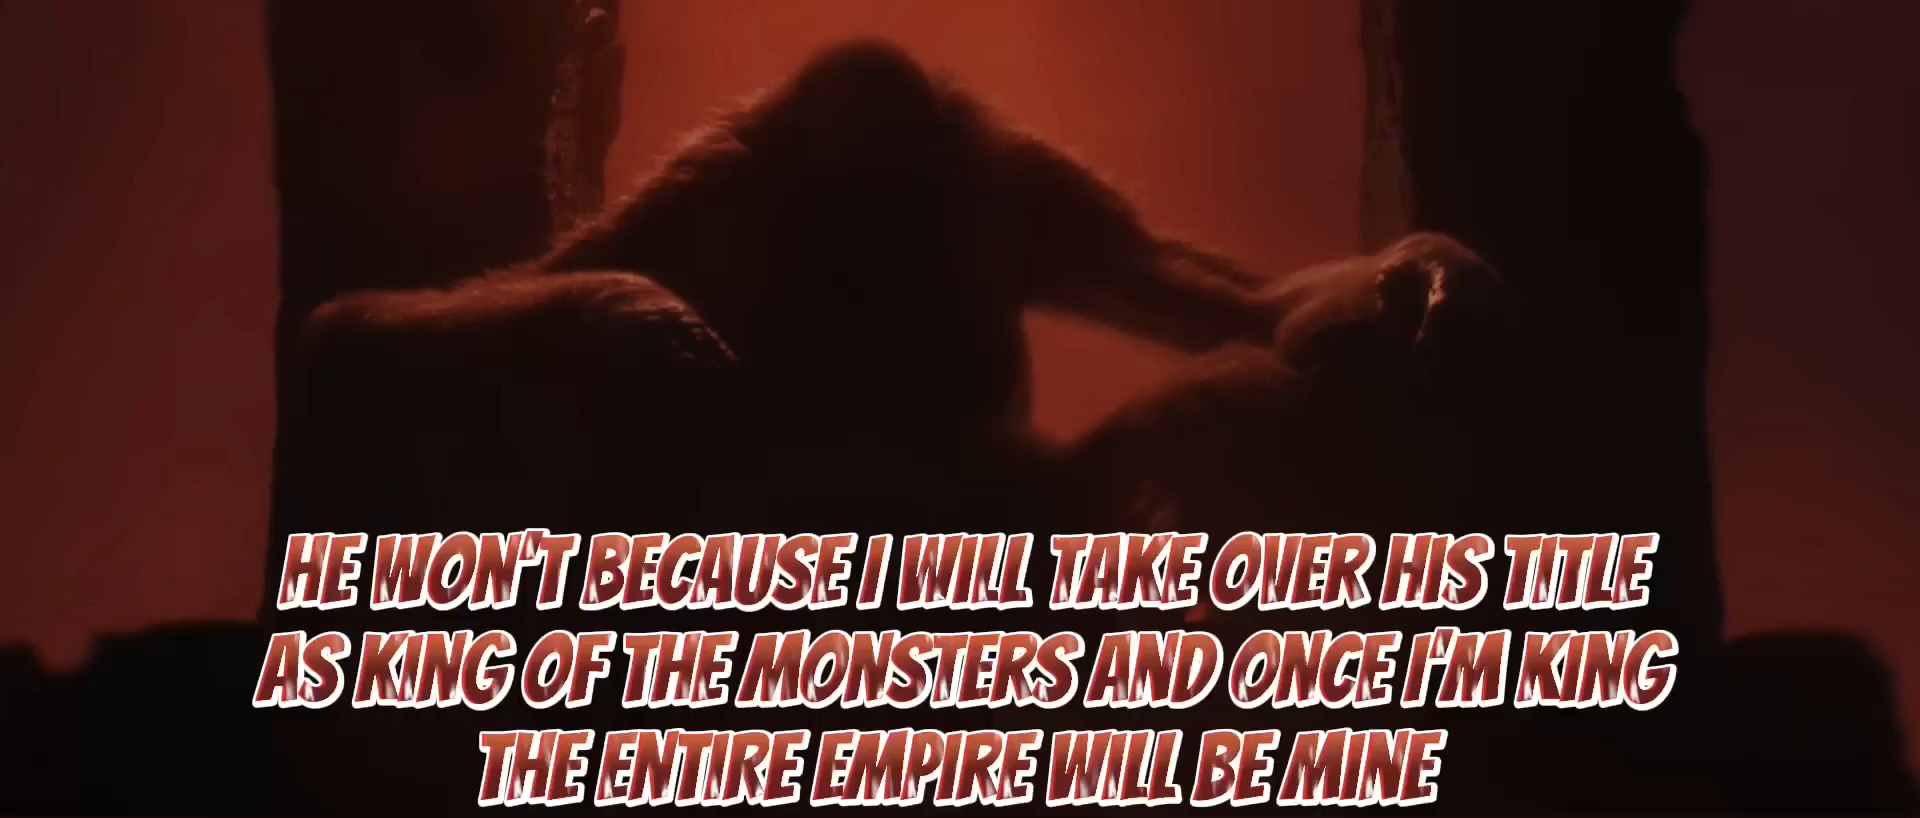 HE WON'T BECAUSE I WILL TAKE OVER HIS TITLE
AS KING OF THE MONSTERS AND ONCE I'M KING
THE ENTIRE EMPIRE WILL BE MINE